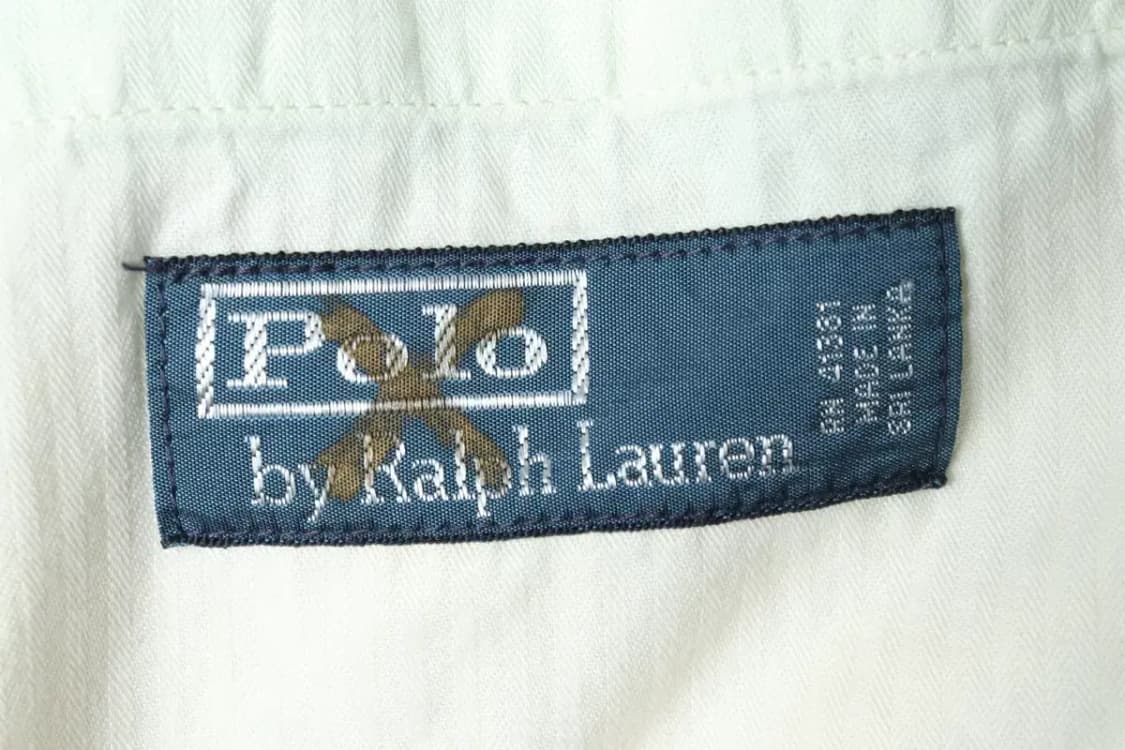 Polo
by Ralph Lauren
RN 41381
MADE IN
SRI LANKA